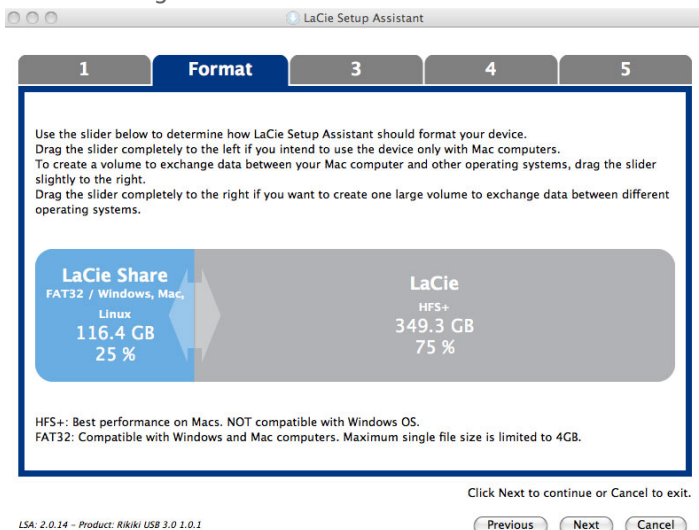 LaCie Setup Assistant
1 Format 3 4 5
Use the slider below to determine how LaCie Setup Assistant should format your device.
Drag the slider completely to the left if you intend to use the device only with Mac computers.
To create a volume to exchange data between your Mac computer and other operating systems, drag the slider
slightly to the right.
Drag the slider completely to the right if you want to create one large volume to exchange data between different
operating systems.
LaCie Share
FAT32 / Windows, Mac,
Linux
116.4 GB
25 %
LaCie
HFS+
349.3 GB
75 %
HFS+: Best performance on Macs. NOT compatible with Windows OS.
FAT32: Compatible with Windows and Mac computers. Maximum single file size is limited to 4GB.
Click Next to continue or Cancel to exit.
LSA: 2.0.14 – Product: Rikiki USB 3.0 1.0.1
Previous Next Cancel